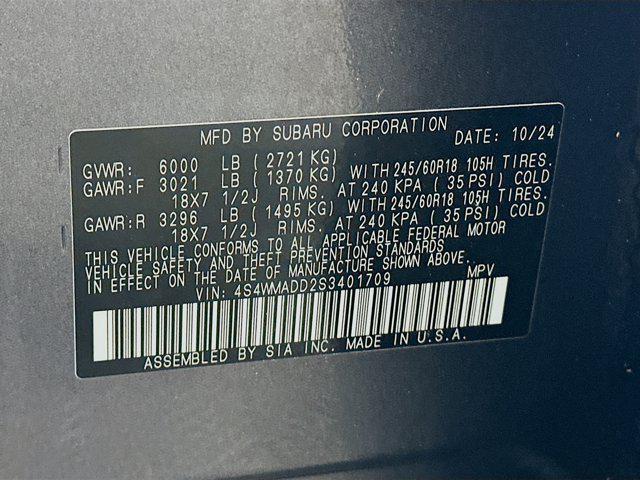 MFD BY SUBARU CORPORATION DATE: 10/24
GVWR: 6000 LB (2721 KG)
GAWR:F 3021 LB (1370 KG) WITH 245/60R18 105H TIRES.
18X7 1/2J RIMS. AT 240 KPA (35 PSI) COLD
GAWR:R 3296 LB (1495 KG) WITH 245/60R18 105H TIRES.
18X7 1/2J RIMS. AT 240 KPA (35 PSI) COLD
THIS VEHICLE CONFORMS TO ALL APPLICABLE FEDERAL MOTOR
VEHICLE SAFETY AND THEFT PREVENTION STANDARDS
IN EFFECT ON THE DATE OF MANUFACTURE SHOWN ABOVE.
VIN: 4S4WMADD2S3401709 MPV
ASSEMBLED BY SIA INC. MADE IN U.S.A.